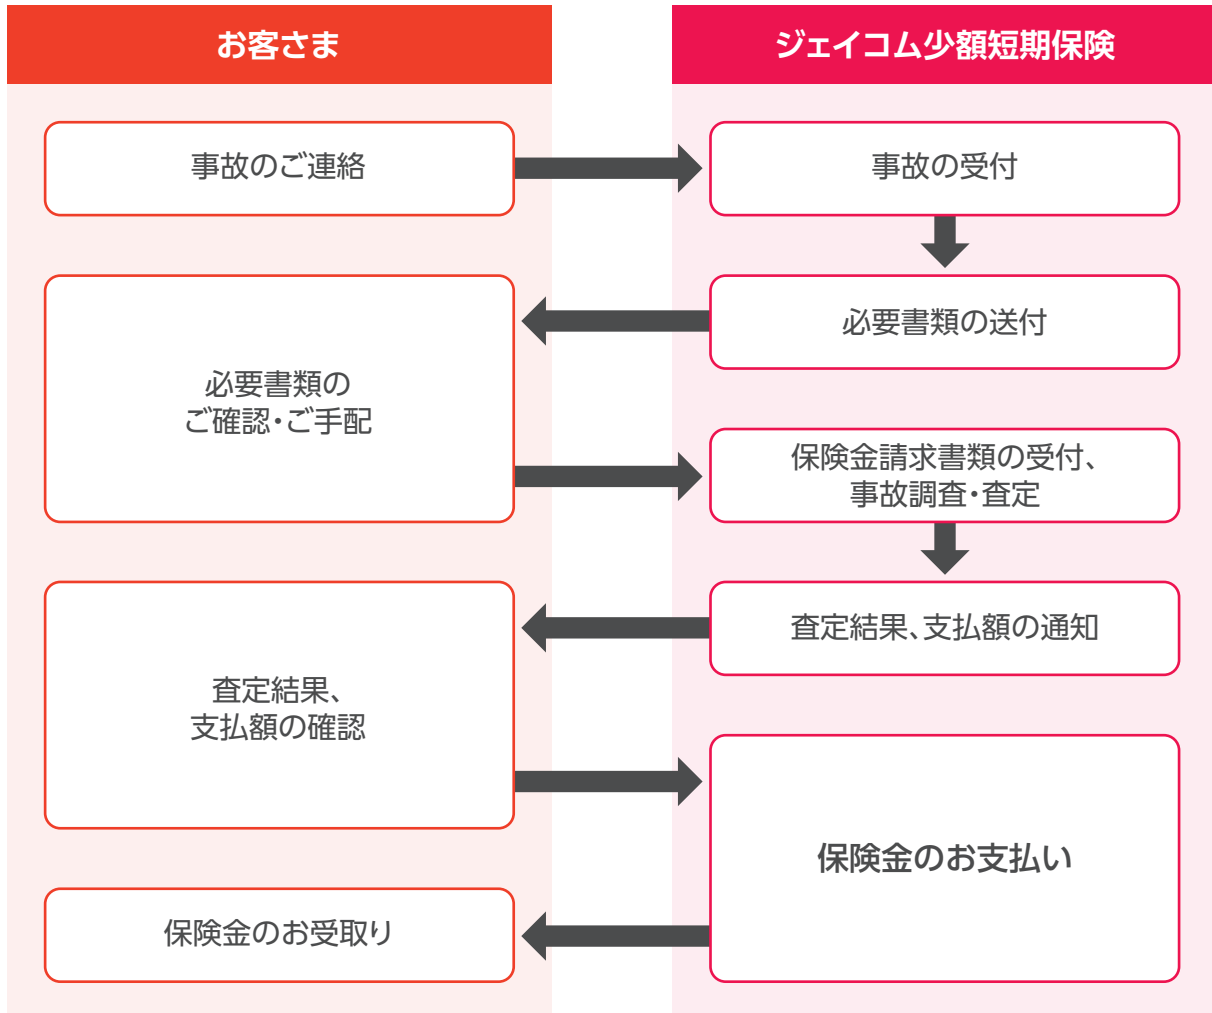 お客さま
ジェイコム少額短期保険
事故のご連絡
事故の受付
必要書類の送付
必要書類の
ご確認・ご手配
保険金請求書類の受付、
事故調査・査定
査定結果、支払額の通知
査定結果、
支払額の確認
保険金のお支払い
保険金のお受取り